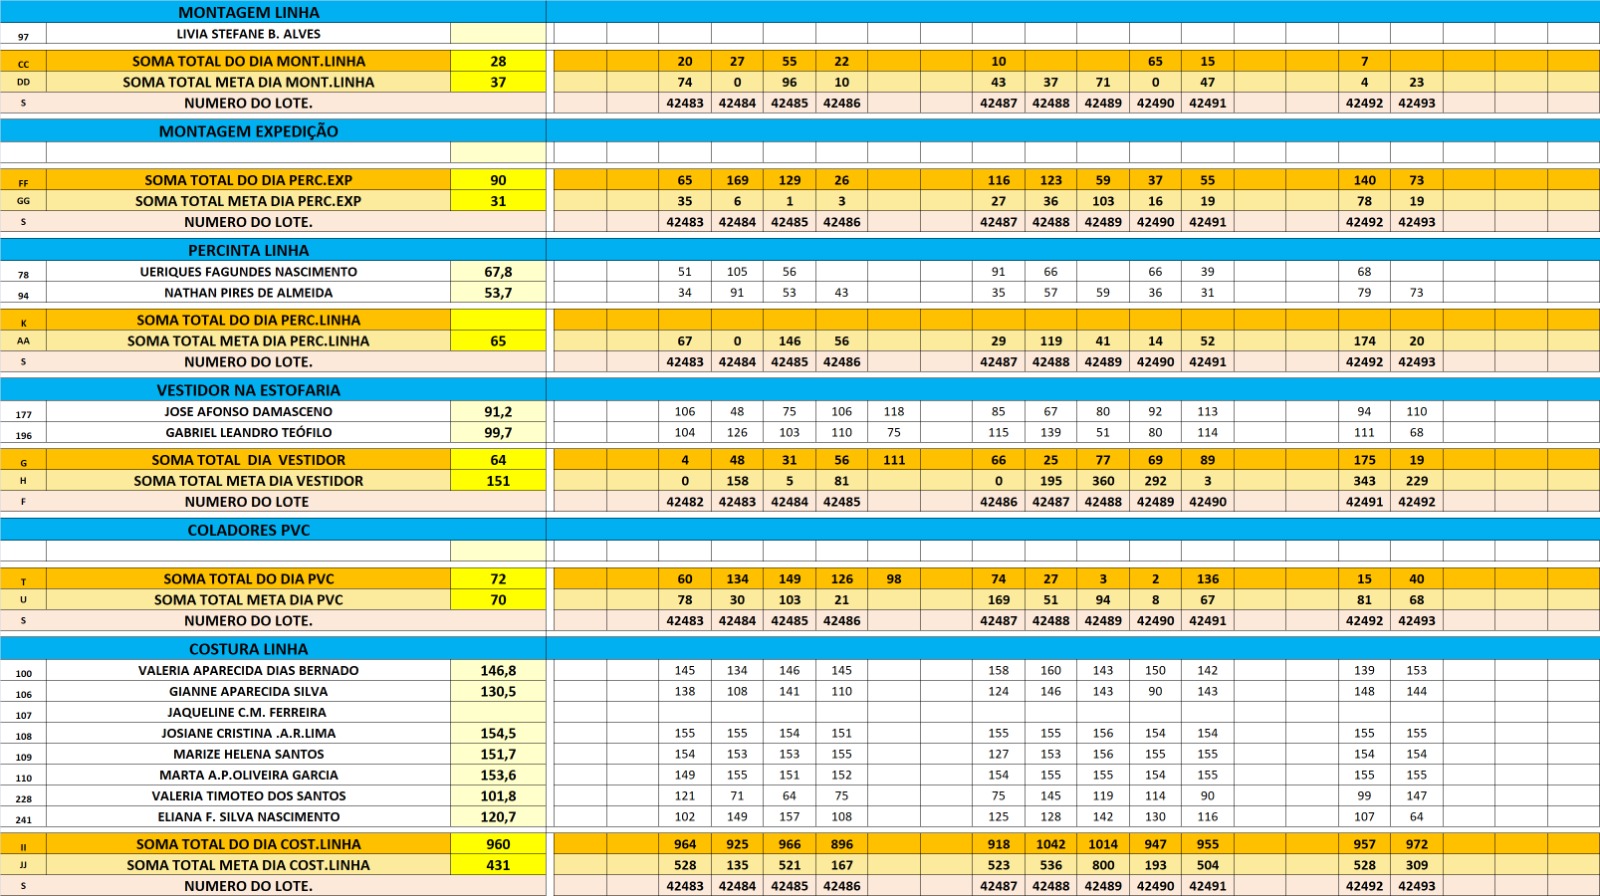 MONTAGEM LINHA
97 LIVIA STEFANE B. ALVES
CC SOMA TOTAL DO DIA MONT.LINHA 28 20 27 55 22 10 65 15 7
DD SOMA TOTAL META DIA MONT.LINHA 37 74 0 96 10 43 37 71 0 47 4 23
S NUMERO DO LOTE. 42483 42484 42485 42486 42487 42488 42489 42490 42491 42492 42493
MONTAGEM EXPEDIÇÃO
FF SOMA TOTAL DO DIA PERC.EXP 90 65 169 129 26 116 123 59 37 55 140 73
GG SOMA TOTAL META DIA PERC.EXP 31 35 6 1 3 27 36 103 16 19 78 19
S NUMERO DO LOTE. 42483 42484 42485 42486 42487 42488 42489 42490 42491 42492 42493
PERCINTA LINHA
78 UERIQUES FAGUNDES NASCIMENTO 67,8 51 105 56 91 66 66 39 68
94 NATHAN PIRES DE ALMEIDA 53,7 34 91 53 43 35 57 59 36 31 79 73
K SOMA TOTAL DO DIA PERC.LINHA
AA SOMA TOTAL META DIA PERC.LINHA 65 67 0 146 56 29 119 41 14 52 174 20
S NUMERO DO LOTE. 42483 42484 42485 42486 42487 42488 42489 42490 42491 42492 42493
VESTIDOR NA ESTOFARIA
177 JOSE AFONSO DAMASCENO 91,2 106 48 75 106 118 85 67 80 92 113 94 110
196 GABRIEL LEANDRO TEÓFILO 99,7 104 126 103 110 75 115 139 51 80 114 111 68
G SOMA TOTAL DIA VESTIDOR 64 4 48 31 56 111 66 25 77 69 89 175 19
H SOMA TOTAL META DIA VESTIDOR 151 0 158 5 81 0 195 360 292 3 343 229
F NUMERO DO LOTE 42482 42483 42484 42485 42486 42487 42488 42489 42490 42491 42492
COLADORES PVC
T SOMA TOTAL DO DIA PVC 72 60 134 149 126 98 74 27 3 2 136 15 40
U SOMA TOTAL META DIA PVC 70 78 30 103 21 169 51 94 8 67 81 68
S NUMERO DO LOTE. 42483 42484 42485 42486 42487 42488 42489 42490 42491 42492 42493
COSTURA LINHA
100 VALERIA APARECIDA DIAS BERNADO 146,8 145 134 146 145 158 160 143 150 142 139 153
106 GIANNE APARECIDA SILVA 130,5 138 108 141 110 124 146 143 90 143 148 144
107 JAQUELINE C.M. FERREIRA
108 JOSIANE CRISTINA .A.R.LIMA 154,5 155 155 155 151 155 155 156 154 154 155 155
109 MARIZE HELENA SANTOS 151,7 154 153 153 155 127 153 156 155 155 154 154
110 MARTA A.P.OLIVEIRA GARCIA 153,6 149 155 151 152 154 155 155 154 155 155 155
228 VALERIA TIMOTEO DOS SANTOS 101,8 121 71 64 75 75 145 119 114 90 99 147
241 ELIANA F. SILVA NASCIMENTO 120,7 102 149 157 108 125 128 142 130 116 107 64
II SOMA TOTAL DO DIA COST.LINHA 960 964 925 966 896 918 1042 1014 947 955 957 972
JJ SOMA TOTAL META DIA COST.LINHA 431 528 135 521 167 523 536 800 193 504 528 309
S NUMERO DO LOTE. 42483 42484 42485 42486 42487 42488 42489 42490 42491 42492 42493